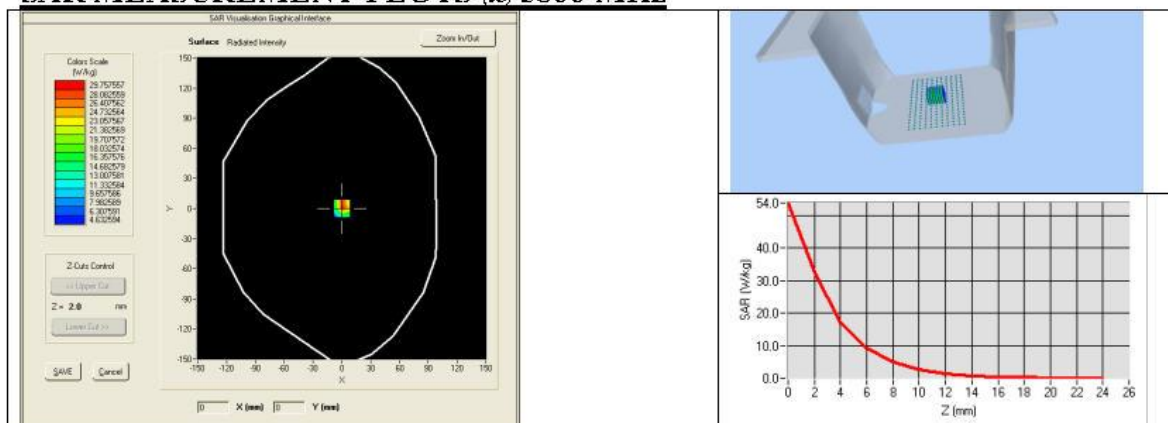 SAR MEASUREMENT PLOTS @ 5800 MHz
SAR Visualisation Graphical Interface
Surface Radiated Intensity
Zoom In/Out
Colors Scale
(W/kg)
29.757557
28.082559
26.407562
24.732564
23.057567
21.382569
19.707572
18.032574
16.357576
14.682579
13.007581
11.332584
9.657586
7.982589
6.307591
4.632594
Z-Cuts Control
<< Upper Cut
Z = 2.0 mm
Lower Cut >>
SAVE Cancel
150
120
90
60
30
0
-30
-60
-90
-120
-150
Y
-150 -120 -90 -60 -30 0 30 60 90 120 150
X
0 X (mm) 0 Y (mm)
54.0
40.0
30.0
20.0
10.0
0.0
SAR (W/kg)
0 2 4 6 8 10 12 14 16 18 20 22 24 26
Z (mm)